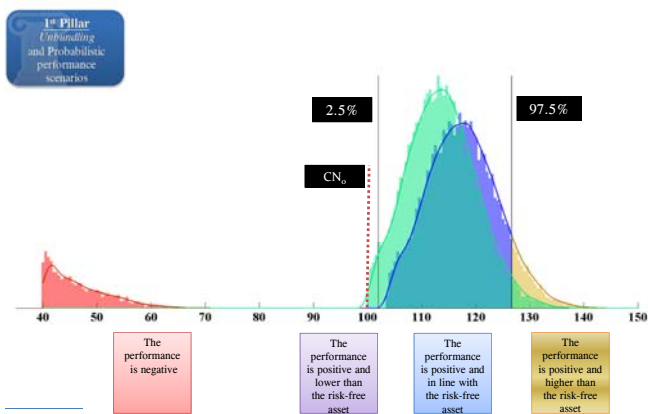 1st Pillar
Unbundling
and Probabilistic
performance
scenarios
2.5%
97.5%
CNo
40 50 60 70 80 90 100 110 120 130 140 150
The
performance
is negative
The
performance
is positive and
lower than
the risk-free
asset
The
performance
is positive and
in line with
the risk-free
asset
The
performance
is positive and
higher than
the risk-free
asset